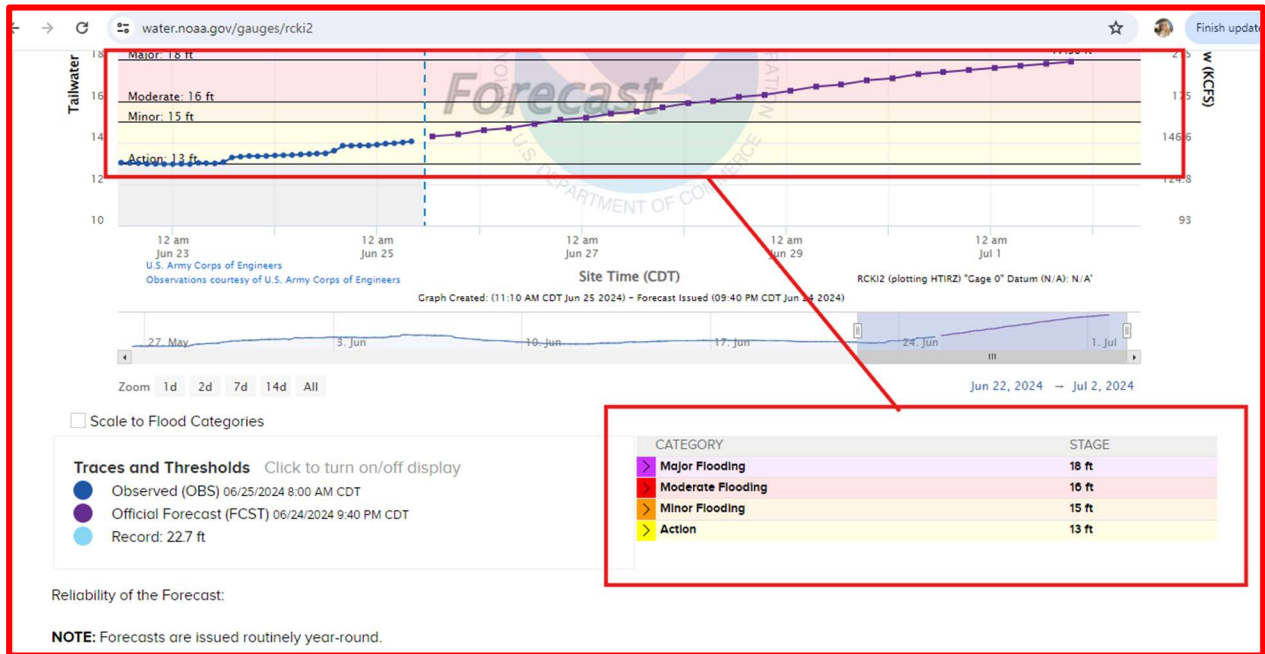 water.noaa.gov/gauges/rcki2
Finish update
Tailwater
18
16
14
12
10
Major: 18 ft
Moderate: 16 ft
Minor: 15 ft
Action: 13 ft
Forecast
U.S. DEPARTMENT OF COMMERCE
175
146.6
124.8
93
w (KCFS)
12 am
Jun 23
12 am
Jun 25
12 am
Jun 27
12 am
Jun 29
12 am
Jul 1
U.S. Army Corps of Engineers
Observations courtesy of U.S. Army Corps of Engineers
Site Time (CDT)
RCKI2 (plotting HTIRZ) "Gage 0" Datum (N/A): N/A'
Graph Created: (11:10 AM CDT Jun 25 2024) - Forecast Issued (09:40 PM CDT Jun 24 2024)
27. May
3. Jun
10. Jun
17. Jun
24. Jun
1. Jul
Zoom 1d 2d 7d 14d All
Jun 22, 2024 → Jul 2, 2024
Scale to Flood Categories
Traces and Thresholds Click to turn on/off display
Observed (OBS) 06/25/2024 8:00 AM CDT
Official Forecast (FCST) 06/24/2024 9:40 PM CDT
Record: 22.7 ft
CATEGORY STAGE
Major Flooding 18 ft
Moderate Flooding 16 ft
Minor Flooding 15 ft
Action 13 ft
Reliability of the Forecast:
NOTE: Forecasts are issued routinely year-round.